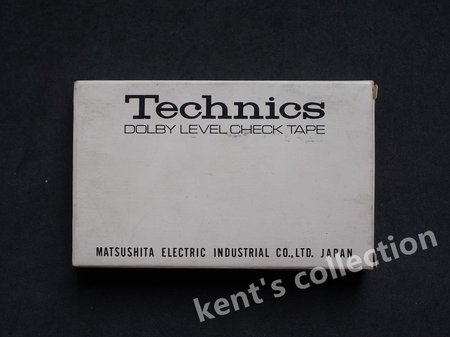 Technics
DOLBY LEVEL CHECK TAPE
MATSUSHITA ELECTRIC INDUSTRIAL CO.,LTD. JAPAN
kent's collection